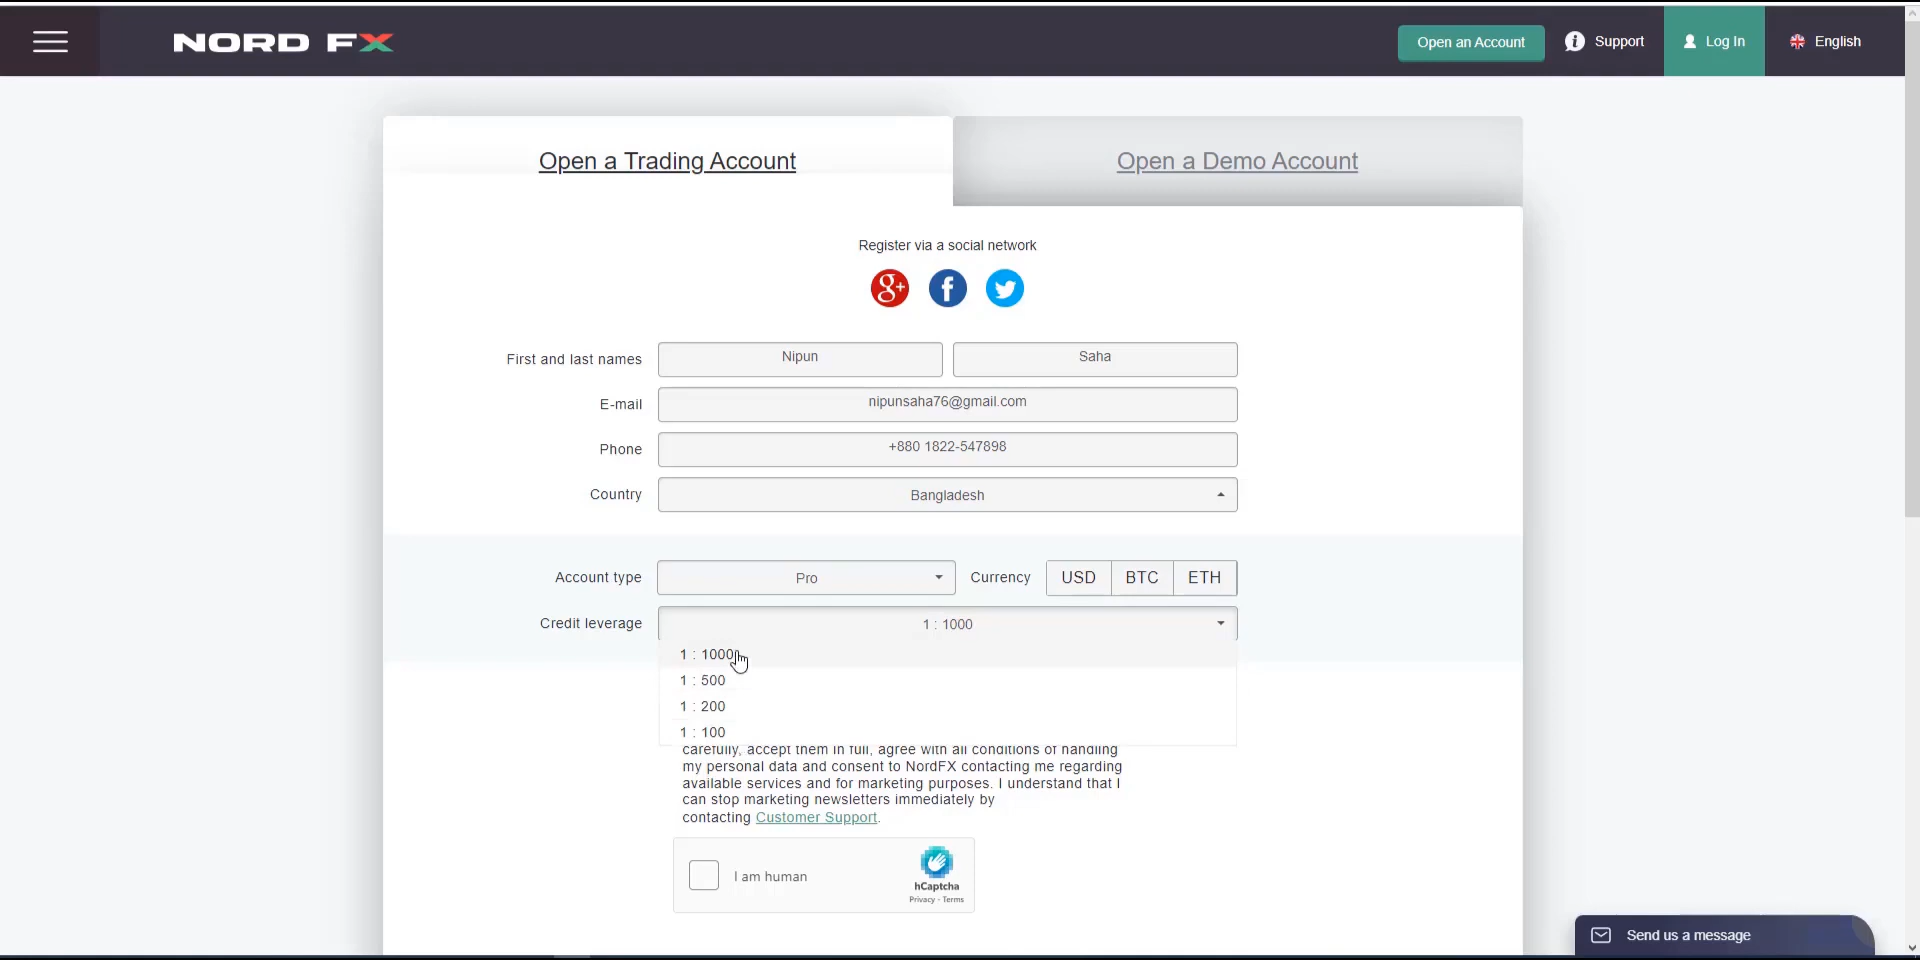 NORD FX
Open an Account
Support
Log In
English
Open a Trading Account
Open a Demo Account
Register via a social network
g+
f
First and last names
Nipun
Saha
E-mail
nipunsaha76@gmail.com
Phone
+880 1822-547898
Country
Bangladesh
Account type
Pro
Currency
USD
BTC
ETH
Credit leverage
1 : 1000
1 : 1000
1 : 500
1 : 200
1 : 100
carefully, accept them in full, agree with all conditions of handling
my personal data and consent to NordFX contacting me regarding
available services and for marketing purposes. I understand that I
can stop marketing newsletters immediately by
contacting Customer Support.
I am human
hCaptcha
Privacy - Terms
Send us a message